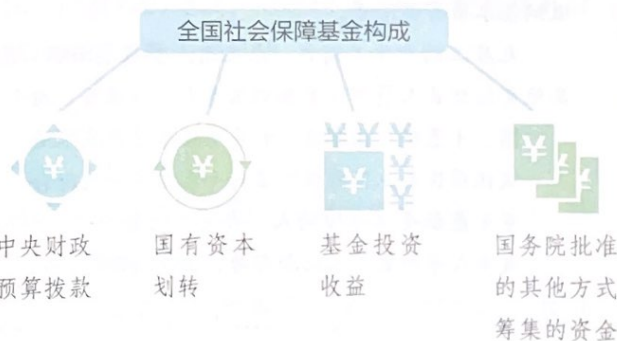 全国社会保障基金构成
中央财政
预算拨款
国有资本
划转
基金投资
收益
国务院批准
的其他方式
筹集的资金